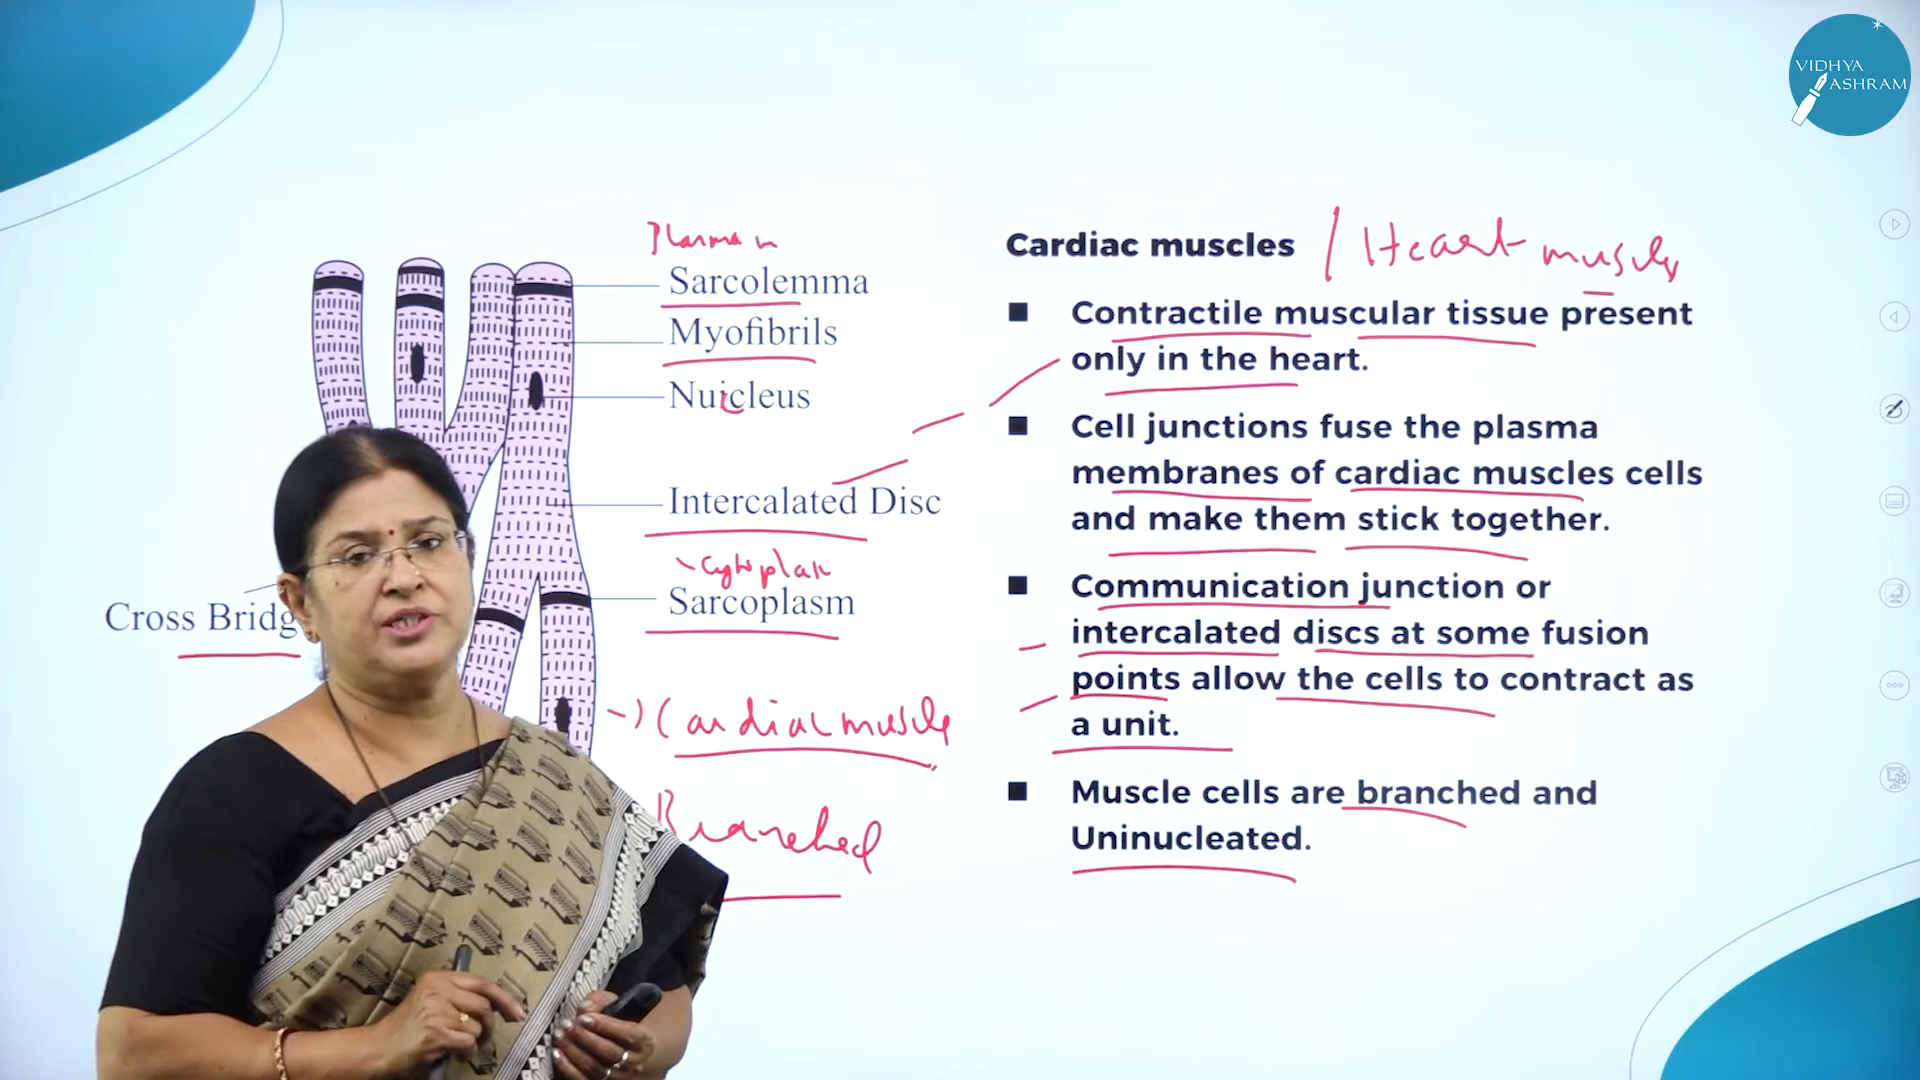 VIDHYA
ASHRAM
Plasma m
Sarcolemma
Myofibrils
Nuicleus
Intercalated Disc
Cytoplam
Sarcoplasm
Cross Bridg
Cardial muscle
Branched
Cardiac muscles / Heart muscles
■ Contractile muscular tissue present
only in the heart.
■ Cell junctions fuse the plasma
membranes of cardiac muscles cells
and make them stick together.
■ Communication junction or
intercalated discs at some fusion
points allow the cells to contract as
a unit.
■ Muscle cells are branched and
Uninucleated.